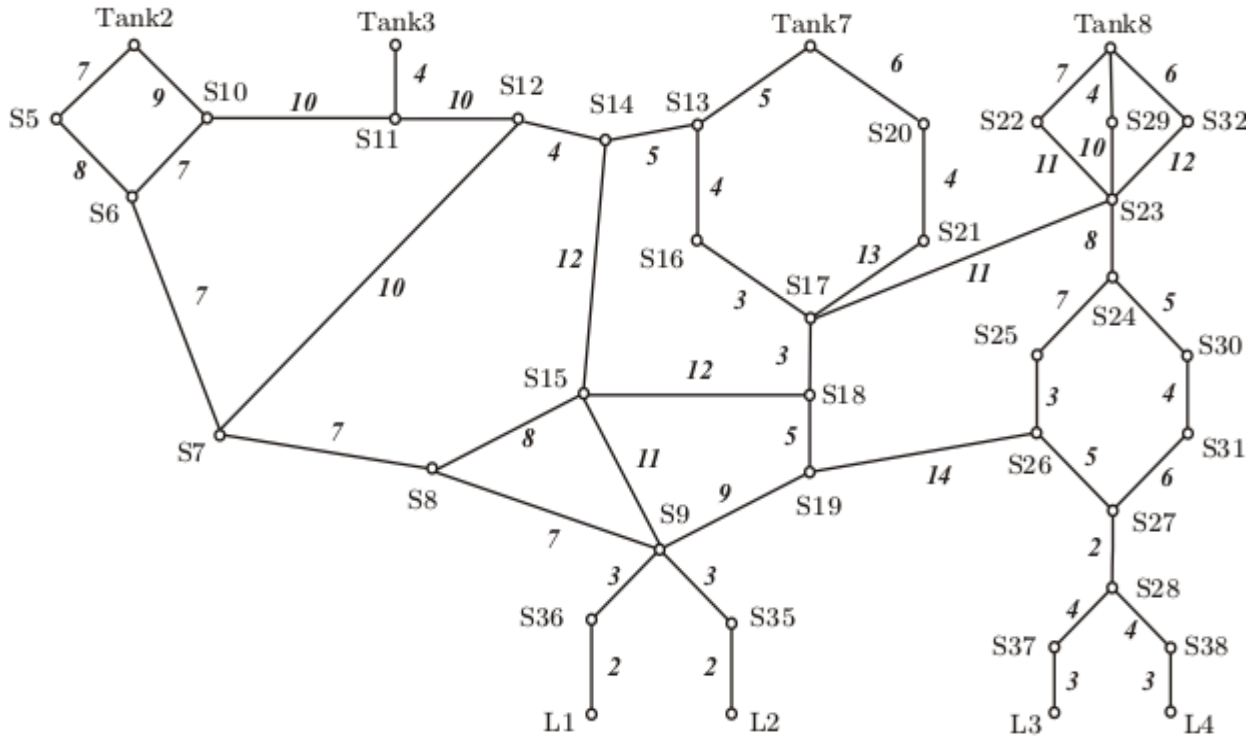 Tank2 Tank3 Tank7 Tank8
7 4 6 7 6
9 5 4
S5 S10 10 10 S12 S14 S13 S20 S22 S29 S32
S11 4 5
8 7 4 4 11 10 12
S6 S23
S16 S21 8
12 13
7 10 3 S17 11
7 S24 5
S25 S30
S15 12 3 S18 3 4
S7 7 8 11 5 S26 S31
S8 14 5 6
S9 9 S19 S27
7 2
3 3 S28
S36 S35 4 4
S37 S38
2 2 3 3
L1 L2 L3 L4